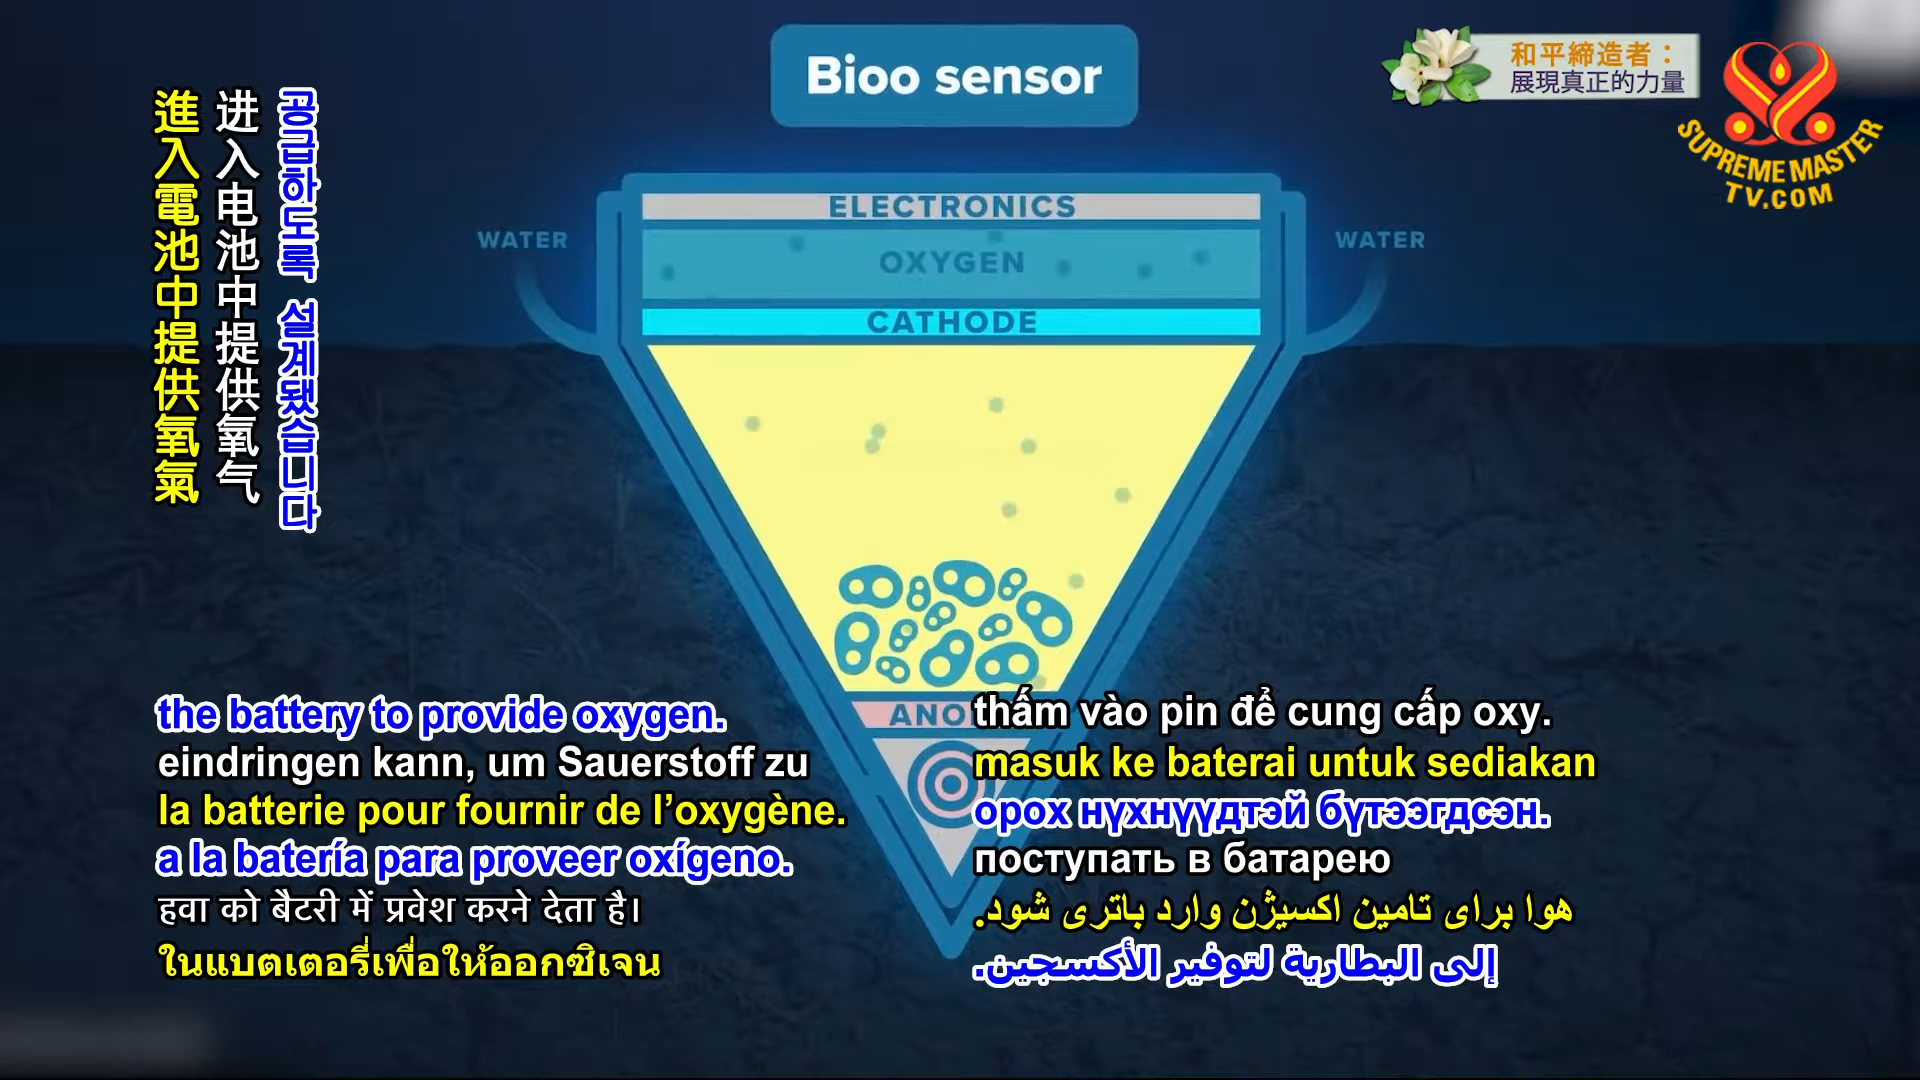 Bioo sensor
和平締造者：
展現真正的力量
SUPREME MASTER
TV.COM
ELECTRONICS
WATER
OXYGEN
WATER
CATHODE
공급하도록 설계됐습니다
进入电池中提供氧气
進入電池中提供氧氣
ANO
the battery to provide oxygen.
eindringen kann, um Sauerstoff zu
la batterie pour fournir de l’oxygène.
a la batería para proveer oxígeno.
हवा को बैटरी में प्रवेश करने देता है।
ในแบตเตอรี่เพื่อให้ออกซิเจน
thấm vào pin để cung cấp oxy.
masuk ke baterai untuk sediakan
орох нүхнүүдтэй бүтээгдсэн.
поступать в батарею
هوا برای تامین اکسیژن وارد باتری شود.
إلى البطارية لتوفير الأكسجين.